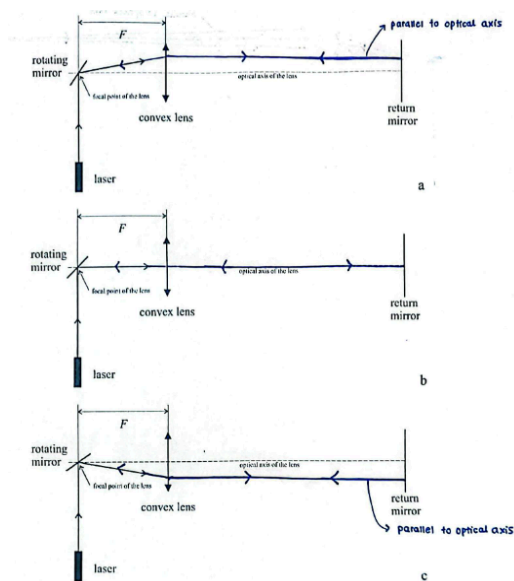 parallel to optical axis
F
rotating
mirror
optical axis of the lens
focal point of the lens
convex lens
return
mirror
laser
a
F
rotating
mirror
optical axis of the lens
focal point of the lens
convex lens
return
mirror
laser
b
F
rotating
mirror
optical axis of the lens
focal point of the lens
convex lens
return
mirror
parallel to optical axis
laser
c